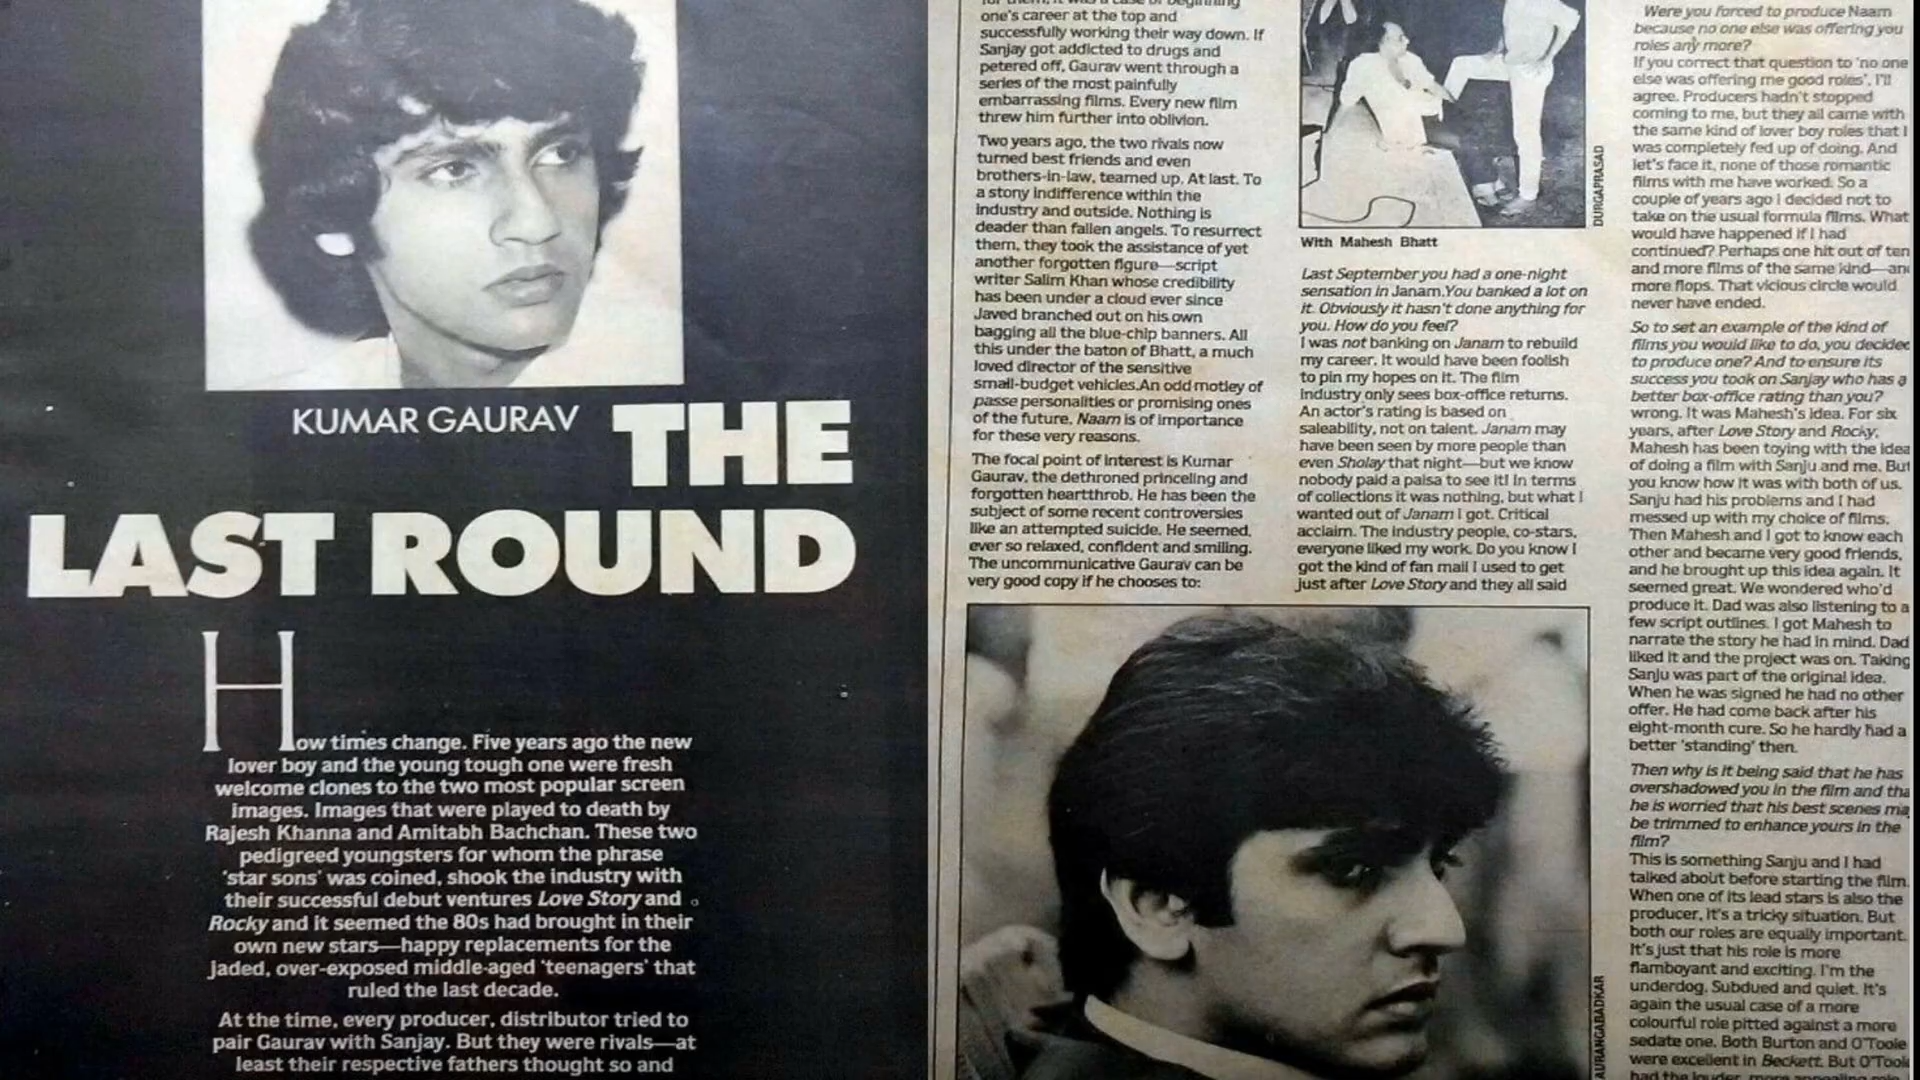 KUMAR GAURAV THE
LAST ROUND
How times change. Five years ago the new
lover boy and the young tough one were fresh
welcome clones to the two most popular screen
images. Images that were played to death by
Rajesh Khanna and Amitabh Bachchan. These two
pedigreed youngsters for whom the phrase
'star sons' was coined, shook the industry with
their successful debut ventures Love Story and
Rocky and it seemed the 80s had brought in their
own new stars—happy replacements for the
jaded, over-exposed middle-aged 'teenagers' that
ruled the last decade.
At the time, every producer, distributor tried to
pair Gaurav with Sanjay. But they were rivals—at
least their respective fathers thought so and
for them, it was a case of beginning
one's career at the top and
successfully working their way down. If
Sanjay got addicted to drugs and
petered off, Gaurav went through a
series of the most painfully
embarrassing films. Every new film
threw him further into oblivion.
Two years ago, the two rivals now
turned best friends and even
brothers-in-law, teamed up. At last. To
a stony indifference within the
industry and outside. Nothing is
deader than fallen angels. To resurrect
them, they took the assistance of yet
another forgotten figure—script
writer Salim Khan whose credibility
has been under a cloud ever since
Javed branched out on his own
bagging all the blue-chip banners. All
this under the baton of Bhatt, a much
loved director of the sensitive
small-budget vehicles.An odd motley of
passe personalities or promising ones
of the future, Naam is of importance
for these very reasons.
The focal point of interest is Kumar
Gaurav, the dethroned princeling and
forgotten heartthrob. He has been the
subject of some recent controversies
like an attempted suicide. He seemed,
ever so relaxed, confident and smiling.
The uncommunicative Gaurav can be
very good copy if he chooses to:
DURGAPRASAD
With Mahesh Bhatt
Last September you had a one-night
sensation in Janam.You banked a lot on
it. Obviously it hasn't done anything for
you. How do you feel?
I was not banking on Janam to rebuild
my career. It would have been foolish
to pin my hopes on it. The film
industry only sees box-office returns.
An actor's rating is based on
saleability, not on talent. Janam may
have been seen by more people than
even Sholay that night—but we know
nobody paid a paisa to see it! In terms
of collections it was nothing, but what I
wanted out of Janam I got. Critical
acclaim. The industry people, co-stars,
everyone liked my work. Do you know I
got the kind of fan mail I used to get
just after Love Story and they all said
AURANGABADKAR
Were you forced to produce Naam
because no one else was offering you
roles any more?
If you correct that question to 'no one
else was offering me good roles', I'll
agree. Producers hadn't stopped
coming to me, but they all came with
the same kind of lover boy roles that I
was completely fed up of doing. And
let's face it, none of those romantic
films with me have worked. So a
couple of years ago I decided not to
take on the usual formula films. What
would have happened if I had
continued? Perhaps one hit out of ten
and more films of the same kind—and
more flops. That vicious circle would
never have ended.
So to set an example of the kind of
films you would like to do, you decided
to produce one? And to ensure its
success you took on Sanjay who has a
better box-office rating than you?
wrong. It was Mahesh's idea. For six
years, after Love Story and Rocky,
Mahesh has been toying with the idea
of doing a film with Sanju and me. But
you know how it was with both of us.
Sanju had his problems and I had
messed up with my choice of films.
Then Mahesh and I got to know each
other and became very good friends,
and he brought up this idea again. It
seemed great. We wondered who'd
produce it. Dad was also listening to a
few script outlines. I got Mahesh to
narrate the story he had in mind. Dad
liked it and the project was on. Taking
Sanju was part of the original idea.
When he was signed he had no other
offer. He had come back after his
eight-month cure. So he hardly had a
better 'standing' then.
Then why is it being said that he has
overshadowed you in the film and tha
he is worried that his best scenes ma
be trimmed to enhance yours in the
film?
This is something Sanju and I had
talked about before starting the film.
When one of its lead stars is also the
producer, it's a tricky situation. But
both our roles are equally important.
It's just that his role is more
flamboyant and exciting. I'm the
underdog. Subdued and quiet. It's
again the usual case of a more
colourful role pitted against a more
sedate one. Both Burton and O'Toole
were excellent in Beckett. But O'Toole
had the louder, more appealing role